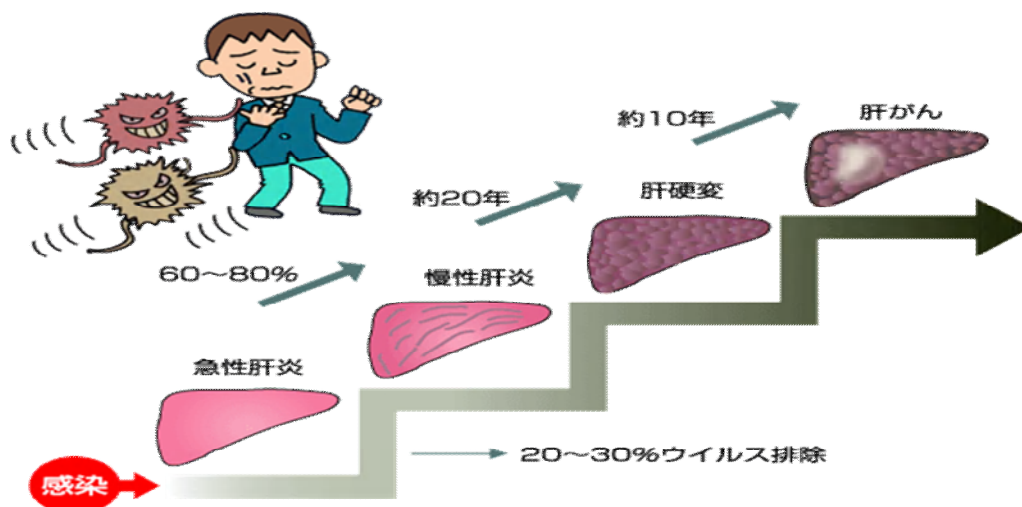 感染
急性肝炎
60～80%
慢性肝炎
約20年
肝硬変
約10年
肝がん
20～30%ウイルス排除